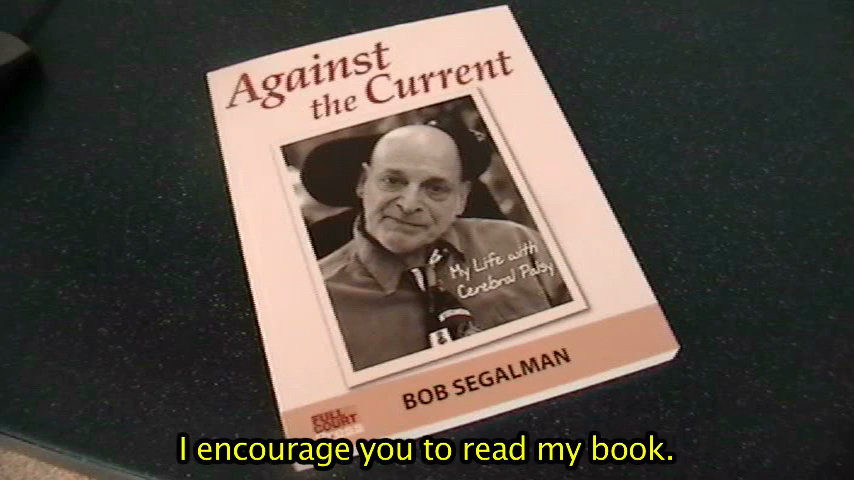 Against
the Current
My Life with
Cerebral Palsy
BOB SEGALMAN
FULL
COURT
I encourage you to read my book.